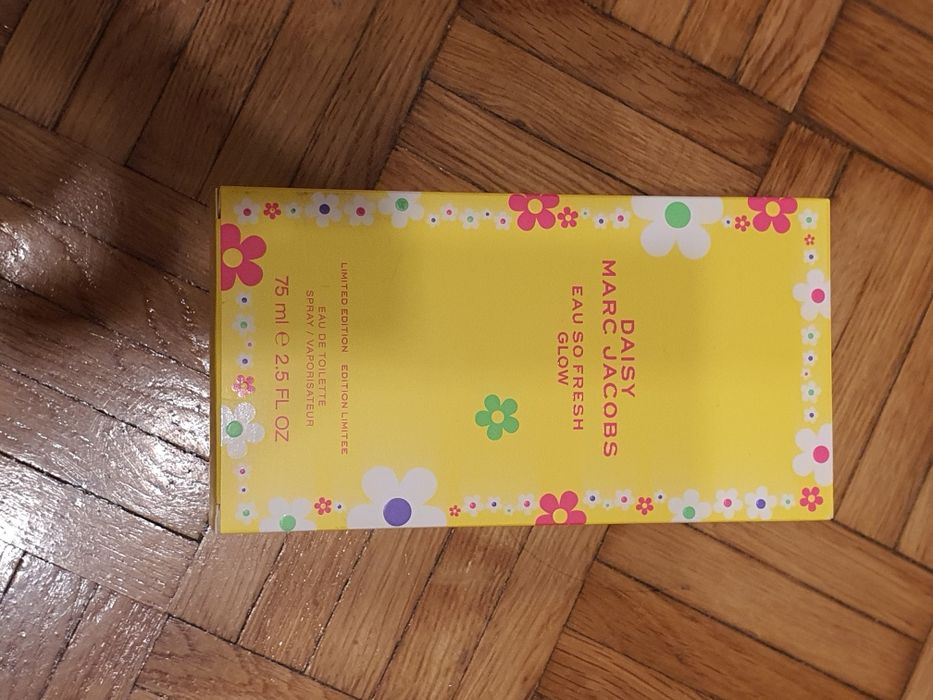 DAISY
MARC JACOBS
EAU SO FRESH
GLOW
LIMITED EDITION EDITION LIMITEE
EAU DE TOILETTE
SPRAY / VAPORISATEUR
75 ml ℮ 2.5 FL OZ